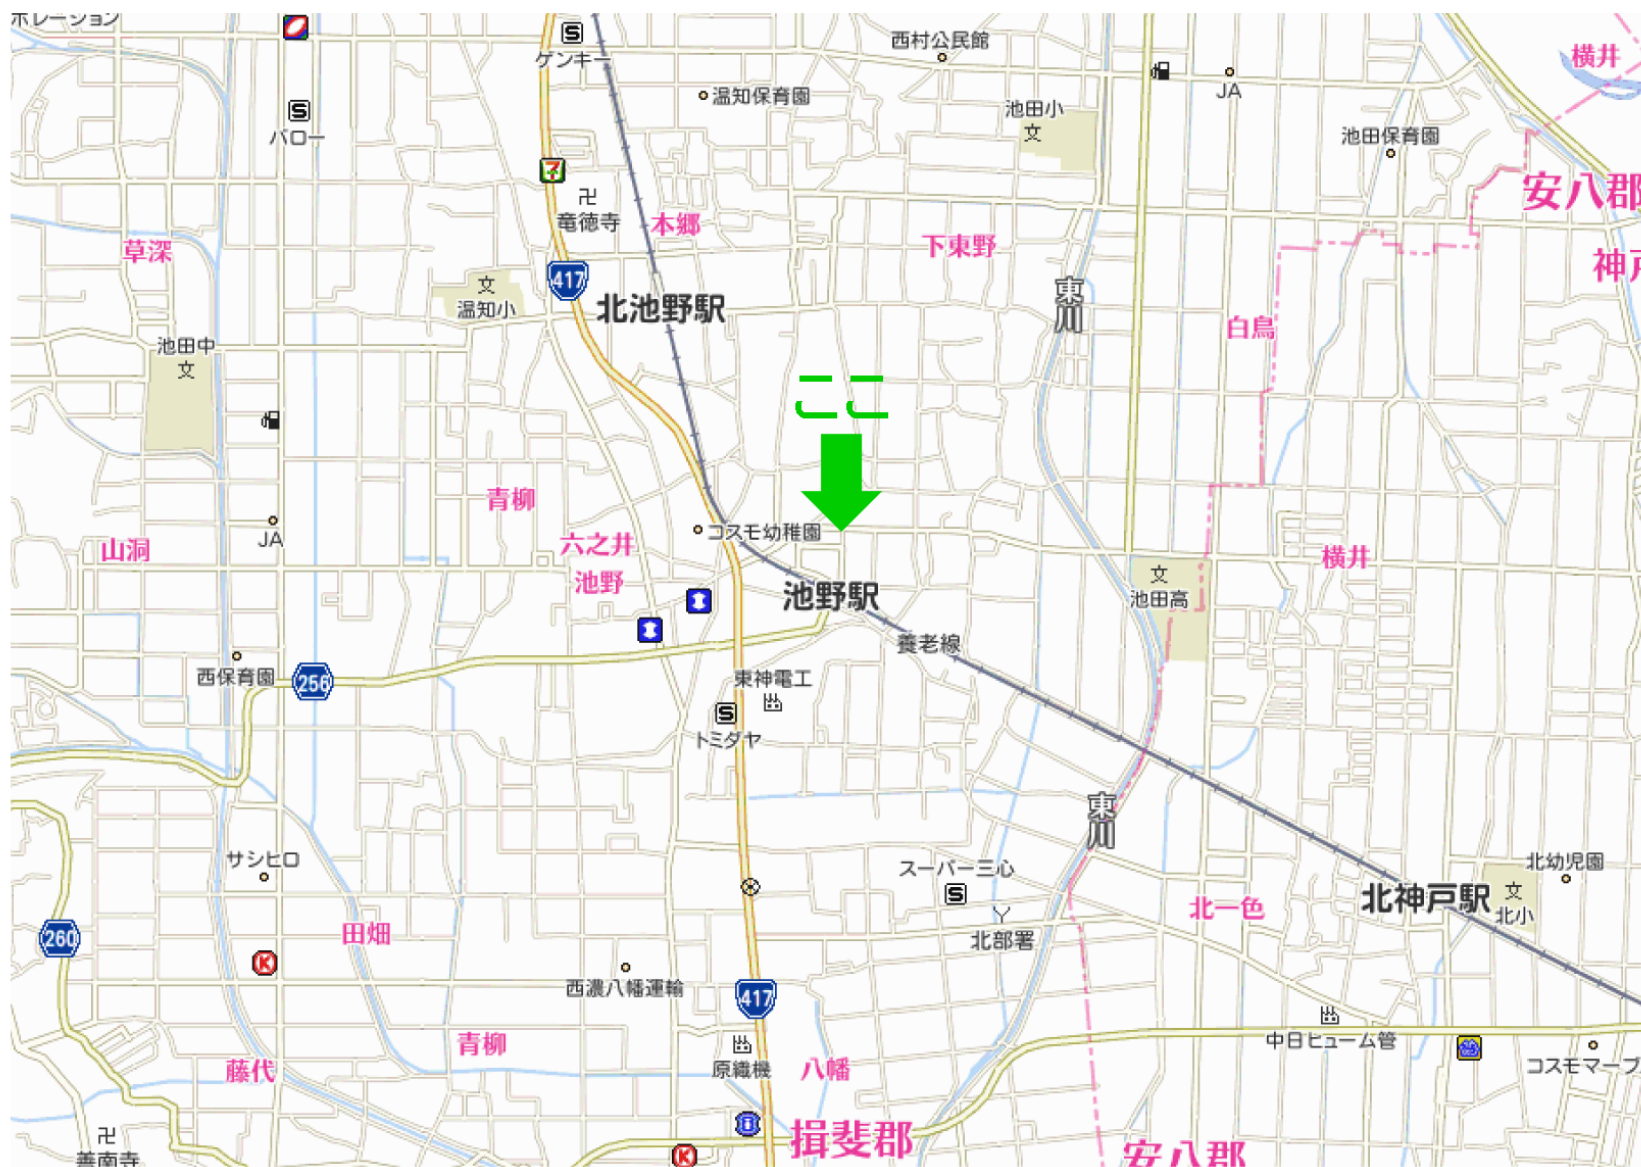 ポレーション
S
ゲンキー
西村公民館
横井
JA
温知保育園
池田小
文
池田保育園
S
バロー
7
卍
竜徳寺
本郷
下東野
安八郡
草深
神戸
417
東川
文
温知小
北池野駅
白鳥
池田中
文
ここ
青柳
コスモ幼稚園
JA
山洞
六之井
池野
横井
文
池田高
池野駅
養老線
西保育園
256
東神電工
S
トミダヤ
東川
サンヒロ
スーパー三心
S
北幼児園
文
北小
北神戸駅
北一色
北部署
田畑
260
K
西濃八幡運輸
417
中日ヒューム管
コスモマーブ
青柳
原織機
八幡
藤代
卍
善南寺
揖斐郡
安八郡
K